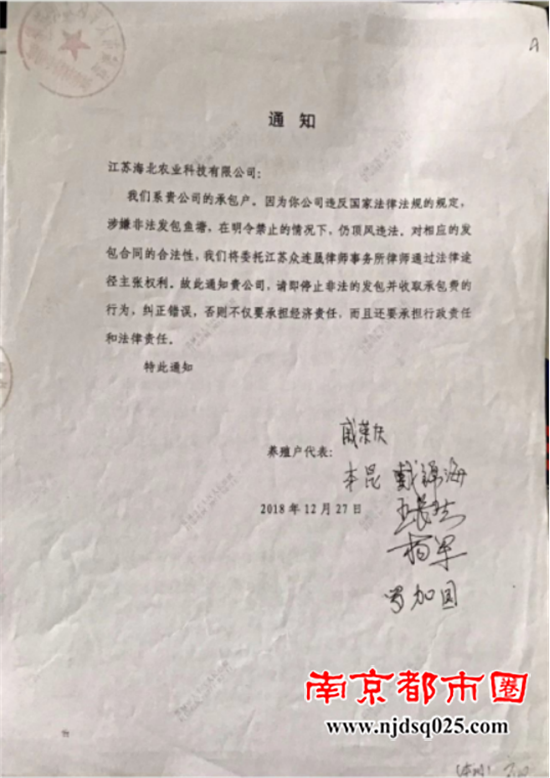 通知
江苏海北农业科技有限公司：
我们系贵公司的承包户。因为你公司违反国家法律法规的规定，
涉嫌非法发包鱼塘，在明令禁止的情况下，仍顶风违法。对相应的发
包合同的合法性，我们将委托江苏众连晟律师事务所律师通过法律途
径主张权利。故此通知贵公司，请即停止非法的发包并收取承包费的
行为，纠正错误，否则不仅要承担经济责任，而且还要承担行政责任
和法律责任。
特此通知
养殖户代表：
2018年12月27日
杨军
罗加国
南京都市圈
www.njdsq025.com